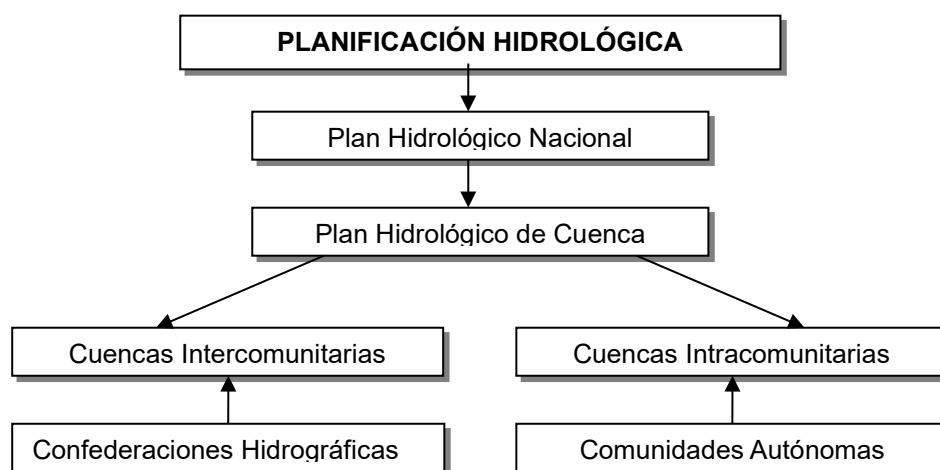 PLANIFICACIÓN HIDROLÓGICA
Plan Hidrológico Nacional
Plan Hidrológico de Cuenca
Cuencas Intercomunitarias
Cuencas Intracomunitarias
Confederaciones Hidrográficas
Comunidades Autónomas